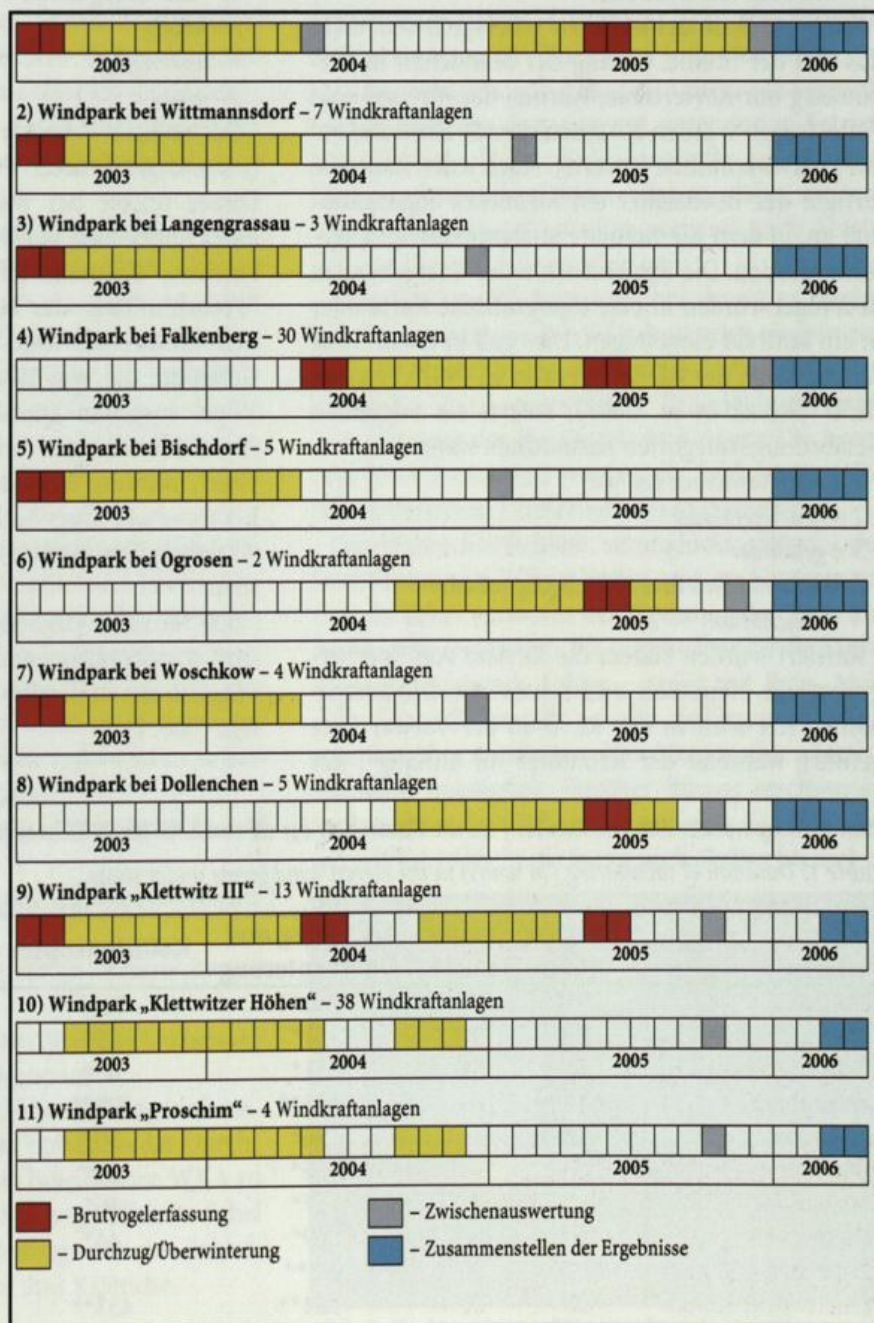 2003 2004 2005 2006
2) Windpark bei Wittmannsdorf – 7 Windkraftanlagen
2003 2004 2005 2006
3) Windpark bei Langengrassau – 3 Windkraftanlagen
2003 2004 2005 2006
4) Windpark bei Falkenberg – 30 Windkraftanlagen
2003 2004 2005 2006
5) Windpark bei Bischdorf – 5 Windkraftanlagen
2003 2004 2005 2006
6) Windpark bei Ogrosen – 2 Windkraftanlagen
2003 2004 2005 2006
7) Windpark bei Woschkow – 4 Windkraftanlagen
2003 2004 2005 2006
8) Windpark bei Dollenchen – 5 Windkraftanlagen
2003 2004 2005 2006
9) Windpark „Klettwitz III“ – 13 Windkraftanlagen
2003 2004 2005 2006
10) Windpark „Klettwitzer Höhen“ – 38 Windkraftanlagen
2003 2004 2005 2006
11) Windpark „Proschim“ – 4 Windkraftanlagen
2003 2004 2005 2006
– Brutvogelerfassung – Zwischenauswertung
– Durchzug/Überwinterung – Zusammenstellen der Ergebnisse